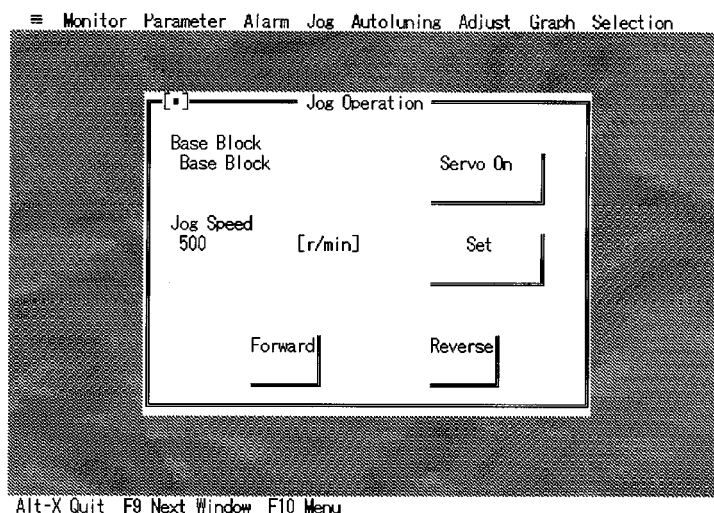 ≡ Monitor Parameter Alarm Jog Autoluning Adjust Graph Selection
[▪] Jog Operation
Base Block
Base Block Servo On
Jog Speed
500 [r/min] Set
Forward Reverse
Alt-X Quit F9 Next Window F10 Menu